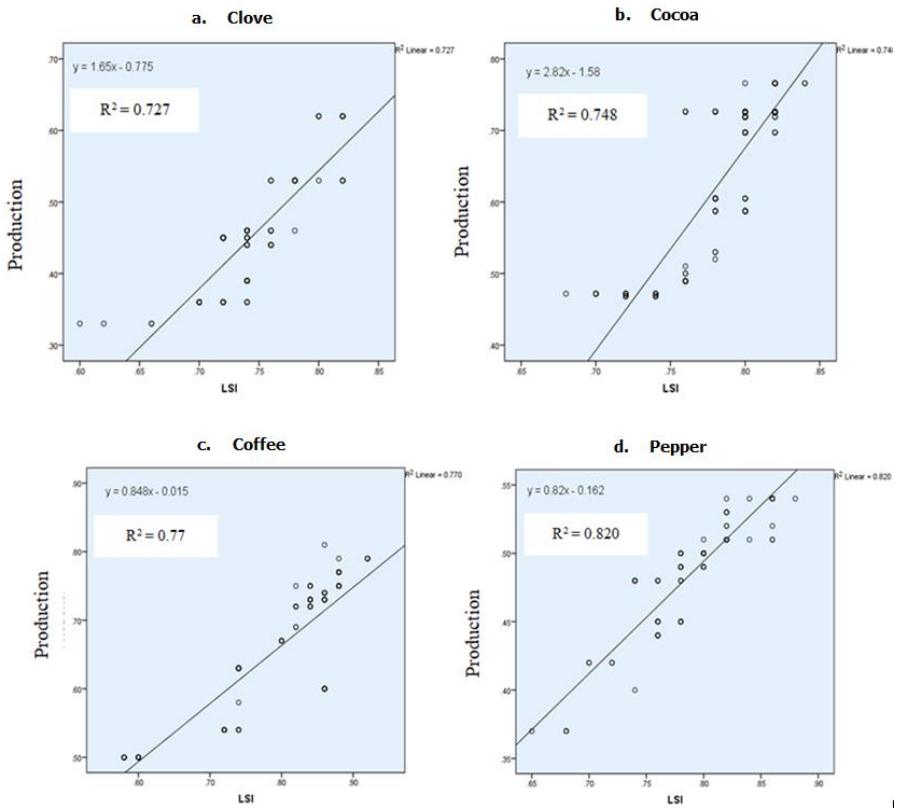 a. Clove
R² Linear = 0.727
y = 1.65x - 0.775
R² = 0.727
Production
.70
.60
.50
.40
.30
.60 .65 .70 .75 .80 .85
LSI
b. Cocoa
R² Linear = 0.74
y = 2.82x - 1.58
R² = 0.748
Production
.80
.70
.60
.50
.40
.65 .70 .75 .80 .85
LSI
c. Coffee
R² Linear = 0.770
y = 0.848x - 0.015
R² = 0.77
Production
.90
.80
.70
.60
.50
.60 .70 .80 .90
LSI
d. Pepper
R² Linear = 0.820
y = 0.82x - 0.162
R² = 0.820
Production
.55
.50
.45
.40
.35
.65 .70 .75 .80 .85 .90
LSI